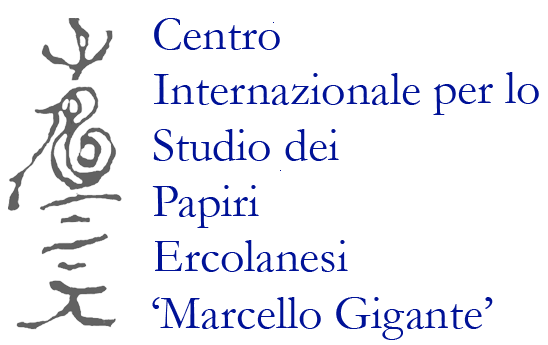 Centro
Internazionale per lo
Studio dei
Papiri
Ercolanesi
‘Marcello Gigante’